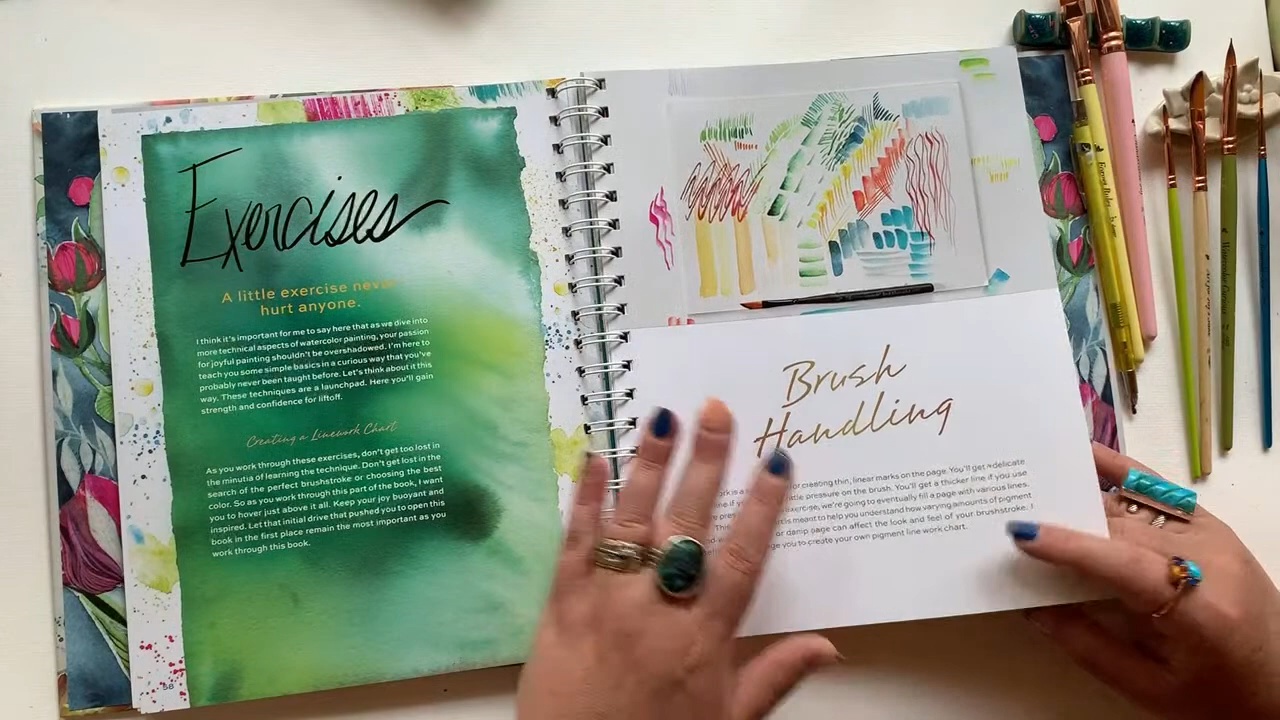 Exercises
A little exercise never
hurt anyone.
I think it's important for me to say here that as we dive into
more technical aspects of watercolor painting, your passion
for joyful painting shouldn't be overshadowed. I'm here to
teach you some simple basics in a curious way that you've
probably never been taught before. Let's think about it this
way. These techniques are a launchpad. Here you'll gain
strength and confidence for liftoff.
Creating a Linework Chart
As you work through these exercises, don't get too lost in
the minutia of learning the technique. Don't get lost in the
search of the perfect brushstroke or choosing the best
color. So as you work through this part of the book, I want
you to hover just above it all. Keep your joy buoyant and
inspired. Let that initial drive that pushed you to open this
book in the first place remain the most important as you
work through this book.
58
Brush
Handling
is a for creating thin, linear marks on the page. You'll get a delicate
line if you little pressure on the brush. You'll get a thicker line if you use
exercise, we're going to eventually fill a page with various lines.
This is meant to help you understand how varying amounts of pigment
or damp page can affect the look and feel of your brushstroke. I
you to create your own pigment line work chart.